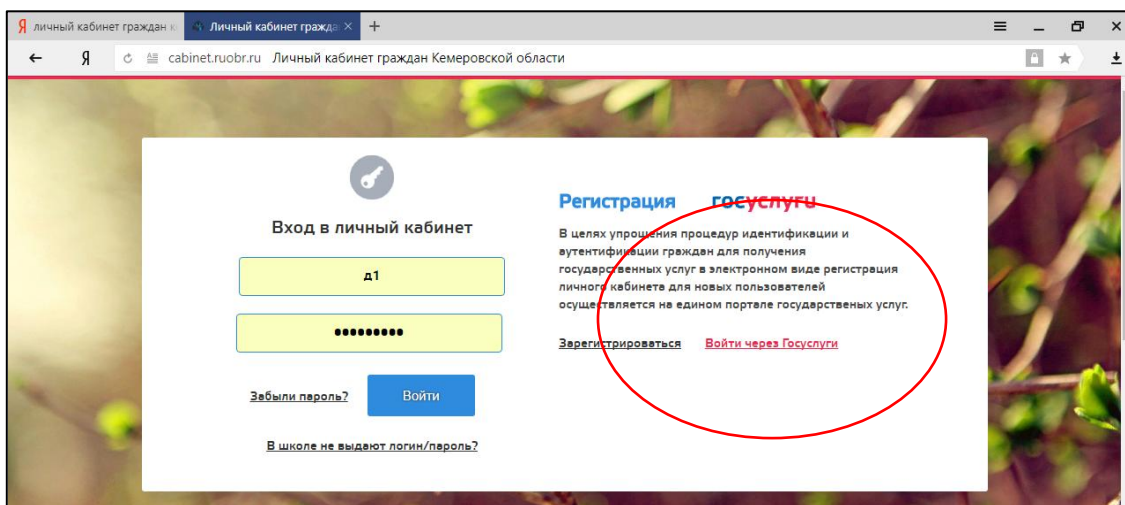 Я личный кабинет граждан к
Личный кабинет гражда
cabinet.ruobr.ru Личный кабинет граждан Кемеровской области
Вход в личный кабинет
д1
•••••••••
Забыли пароль?
Войти
В школе не выдают логин/пароль?
Регистрация госуслуги
В целях упрощения процедур идентификации и
аутентификации граждан для получения
государственных услуг в электронном виде регистрация
личного кабинета для новых пользователей
осуществляется на едином портале государственых услуг.
Зарегистрироваться Войти через Госуслуги